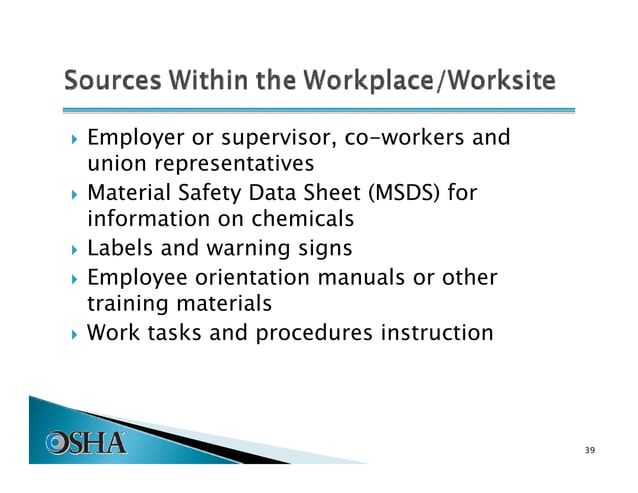 Sources Within the Workplace/Worksite
Employer or supervisor, co-workers and
union representatives
Material Safety Data Sheet (MSDS) for
information on chemicals
Labels and warning signs
Employee orientation manuals or other
training materials
Work tasks and procedures instruction
OSHA
39